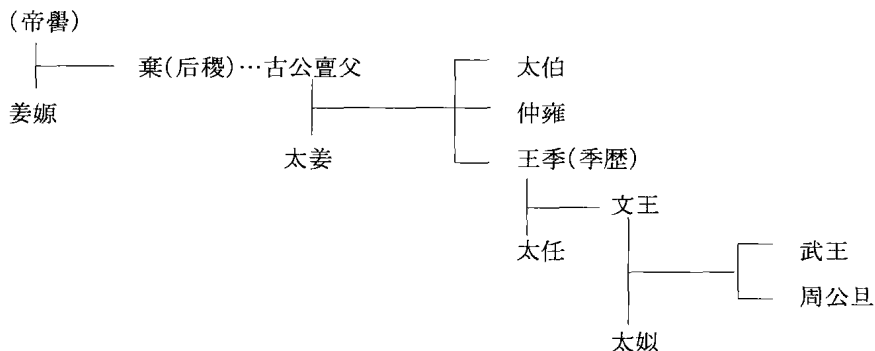 (帝嚳)
棄(后稷)…古公亶父
太伯
姜嫄
仲雍
太姜
王季(季歴)
文王
太任
武王
周公旦
太姒